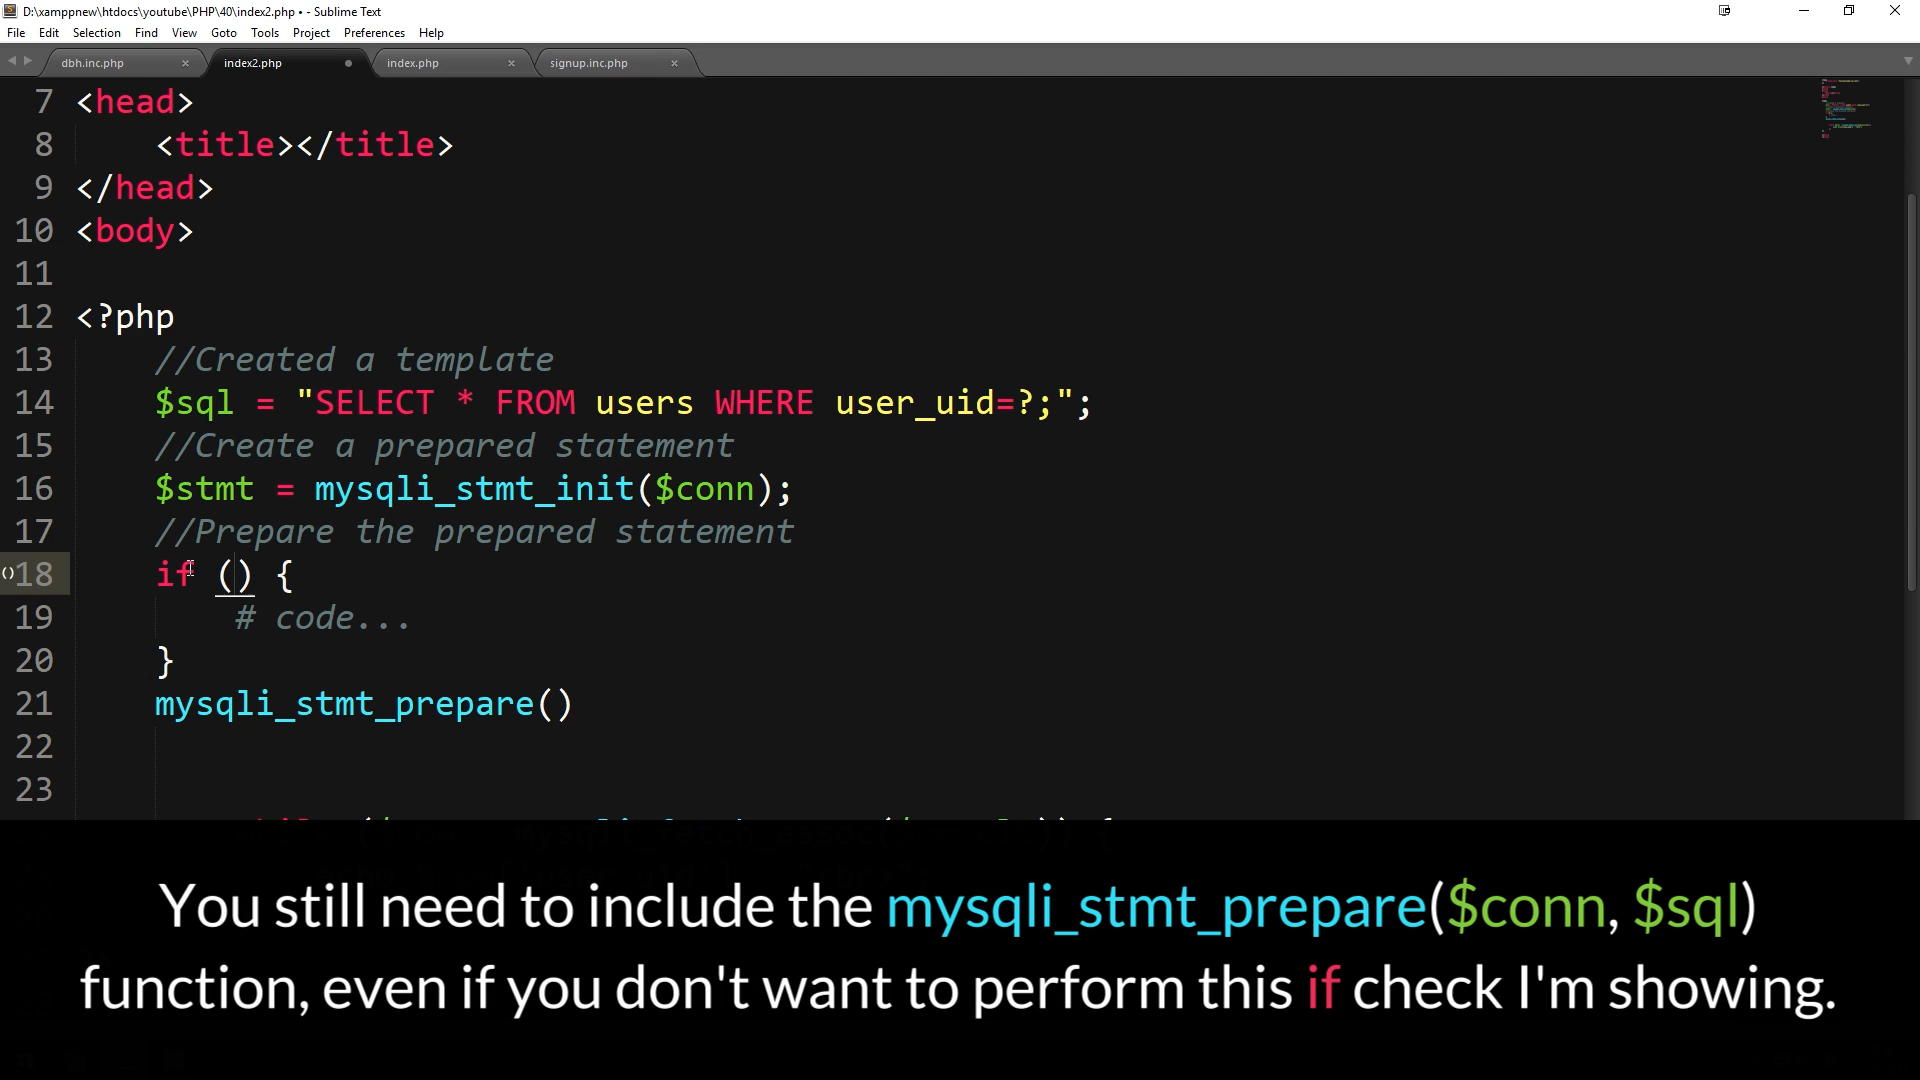 D:\xamppnew\htdocs\youtube\PHP\40\index2.php • - Sublime Text
File Edit Selection Find View Goto Tools Project Preferences Help
dbh.inc.php × index2.php index.php × signup.inc.php ×
7 <head>
8 <title></title>
9 </head>
10 <body>
11
12 <?php
13 //Created a template
14 $sql = "SELECT * FROM users WHERE user_uid=?;";
15 //Create a prepared statement
16 $stmt = mysqli_stmt_init($conn);
17 //Prepare the prepared statement
18 if () {
19 # code...
20 }
21 mysqli_stmt_prepare()
22
23
You still need to include the mysqli_stmt_prepare($conn, $sql)
function, even if you don't want to perform this if check I'm showing.